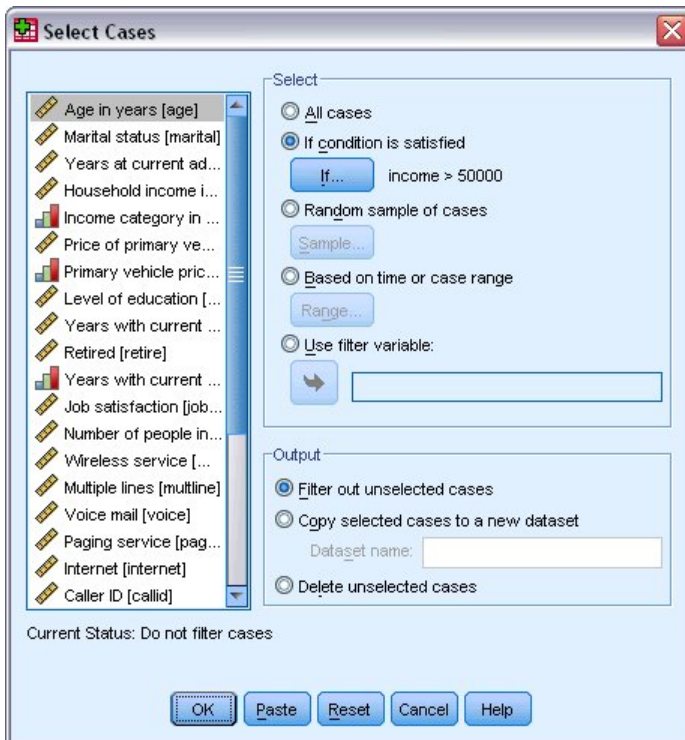 Select Cases
Age in years [age]
Marital status [marital]
Years at current ad...
Household income i...
Income category in ...
Price of primary ve...
Primary vehicle pric...
Level of education [...
Years with current ...
Retired [retire]
Years with current ...
Job satisfaction [job...
Number of people in...
Wireless service [...
Multiple lines [multline]
Voice mail [voice]
Paging service [pag...
Internet [internet]
Caller ID [callid]
Select
All cases
If condition is satisfied
If... income > 50000
Random sample of cases
Sample...
Based on time or case range
Range...
Use filter variable:
Output
Filter out unselected cases
Copy selected cases to a new dataset
Dataset name:
Delete unselected cases
Current Status: Do not filter cases
OK Paste Reset Cancel Help